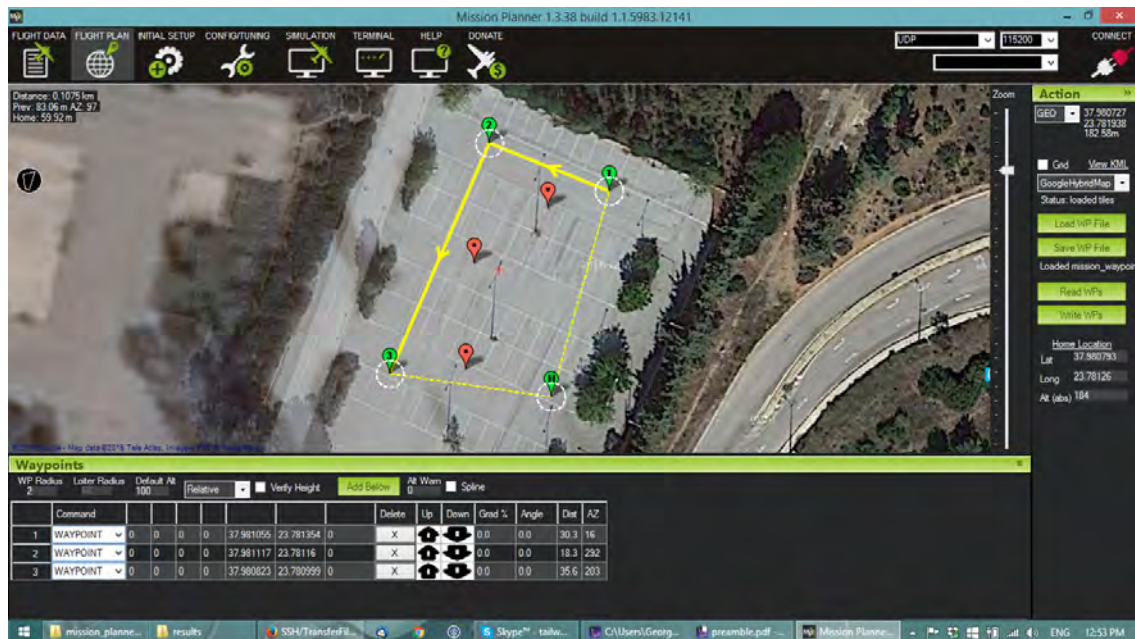 Mission Planner 1.3.38 build 1.1.5983.12141
FLIGHT DATA FLIGHT PLAN INITIAL SETUP CONFIG/TUNING SIMULATION TERMINAL HELP DONATE
UDP 115200 CONNECT
Distance: 0.1075 km
Prev: 83.06 m AZ: 97
Home: 59.92 m
Zoom
Action »
GEO 37.980727
23.781938
182.58m
Grid View KML
GoogleHybridMap
Status: loaded tiles
Load WP File
Save WP File
Loaded mission_waypoin
Read WPs
Write WPs
Home Location
Lat 37.980793
Long 23.78126
Alt (abs) 184
2
1
3
H
Waypoints
WP Radius Loiter Radius Default Alt Alt Warn
2 100 Relative Verify Height Add Below 0 Spline
Command Delete Up Down Grad % Angle Dist AZ
1 WAYPOINT 0 0 0 0 37.981055 23.781354 0 X 0.0 0.0 30.3 16
2 WAYPOINT 0 0 0 0 37.981117 23.78116 0 X 0.0 0.0 18.3 292
3 WAYPOINT 0 0 0 0 37.980823 23.780999 0 X 0.0 0.0 35.6 203
mission_planne... results SSH/TransferFil... Skype™ - tailw... C:\Users\Georg... preamble.pdf - ... Mission Planne... ENG 12:53 PM